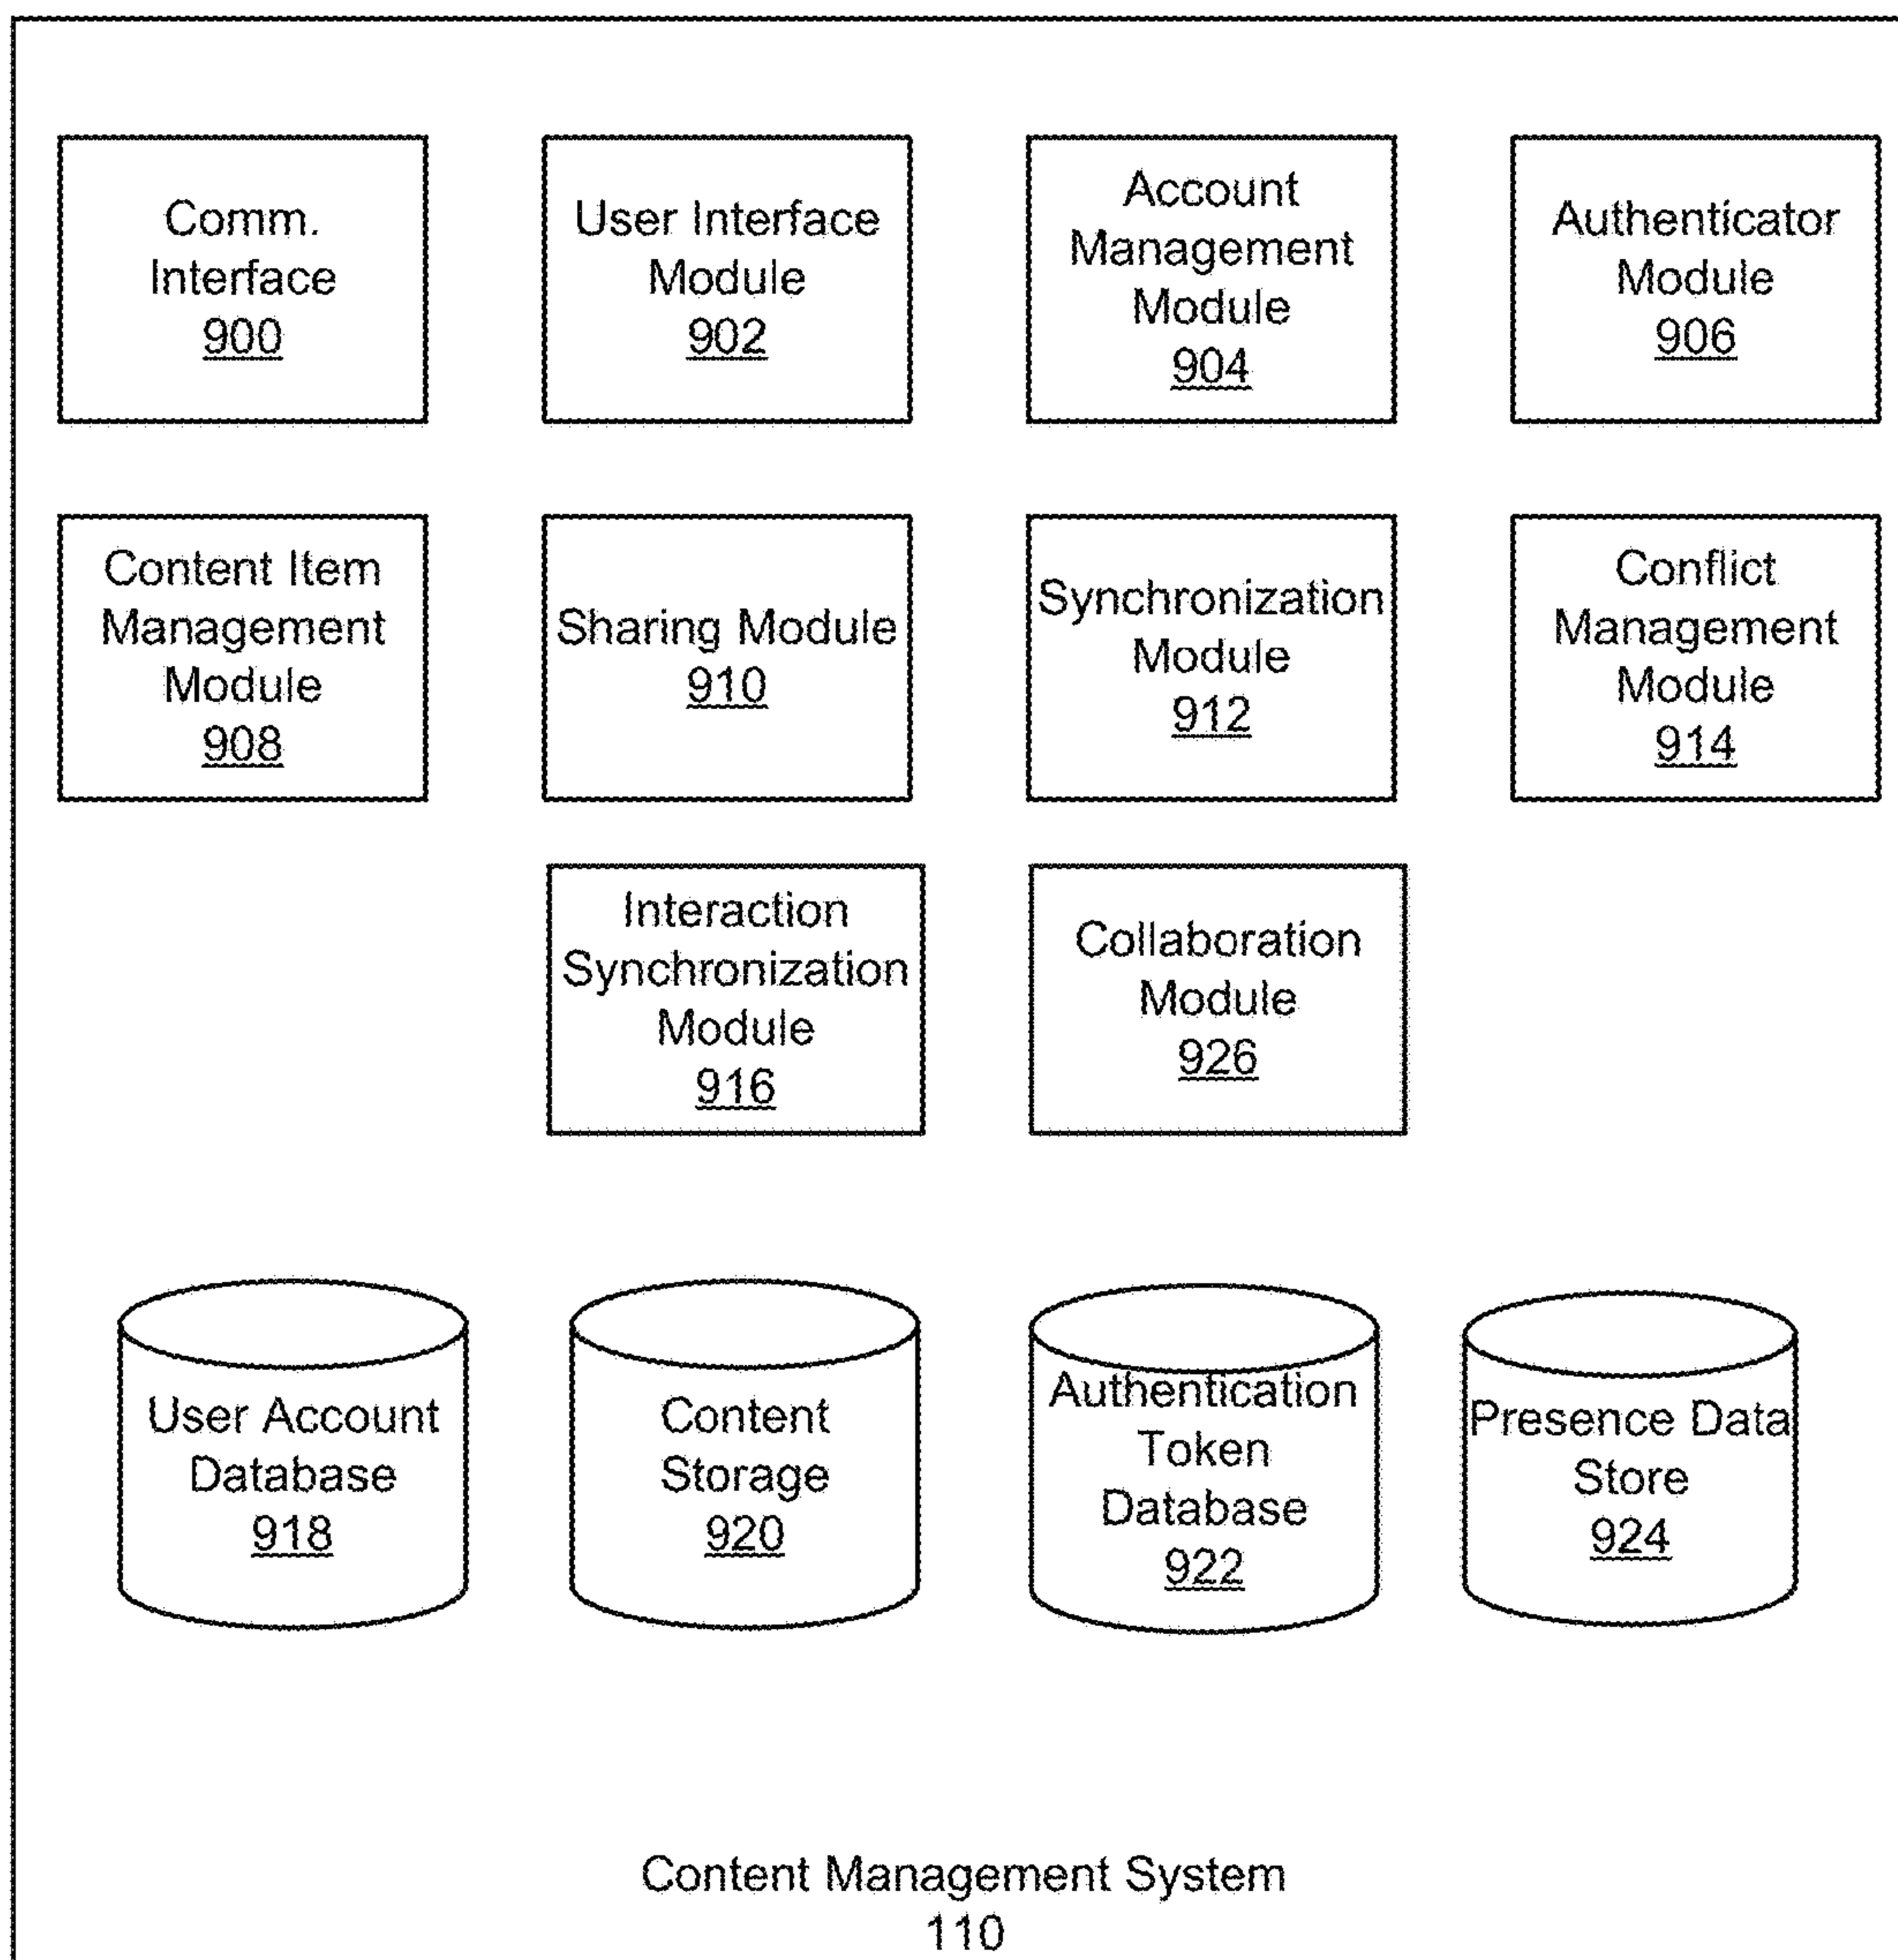 Comm.
Interface
900
User Interface
Module
902
Account
Management
Module
904
Authenticator
Module
906
Content Item
Management
Module
908
Sharing Module
910
Synchronization
Module
912
Conflict
Management
Module
914
Interaction
Synchronization
Module
916
Collaboration
Module
926
User Account
Database
918
Content
Storage
920
Authentication
Token
Database
922
Presence Data
Store
924
Content Management System
110